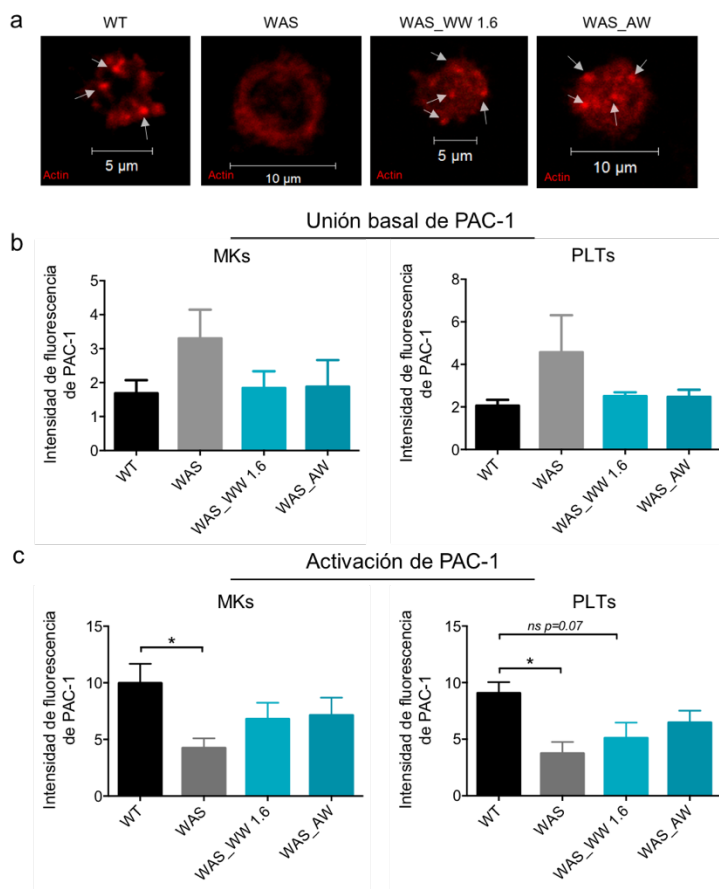 a
WT
WAS
WAS_WW 1.6
WAS_AW
Actin
5 µm
Actin
10 µm
Actin
5 µm
Actin
10 µm
b
Unión basal de PAC-1
MKs
Intensidad de fluorescencia
de PAC-1
5
4
3
2
1
0
WT
WAS
WAS_WW 1.6
WAS_AW
PLTs
Intensidad de fluorescencia
de PAC-1
8
6
4
2
0
WT
WAS
WAS_WW 1.6
WAS_AW
c
Activación de PAC-1
MKs
Intensidad de fluorescencia
de PAC-1
15
10
5
0
*
WT
WAS
WAS_WW 1.6
WAS_AW
PLTs
Intensidad de fluorescencia
de PAC-1
15
10
5
0
ns p=0.07
*
WT
WAS
WAS_WW 1.6
WAS_AW